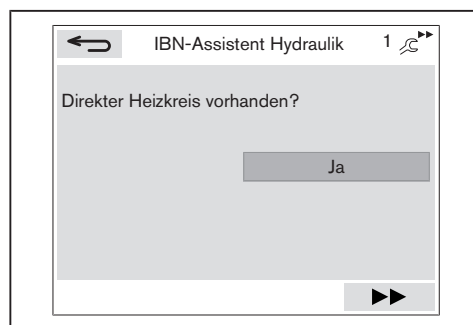 IBN-Assistent Hydraulik 1
Direkter Heizkreis vorhanden?
Ja